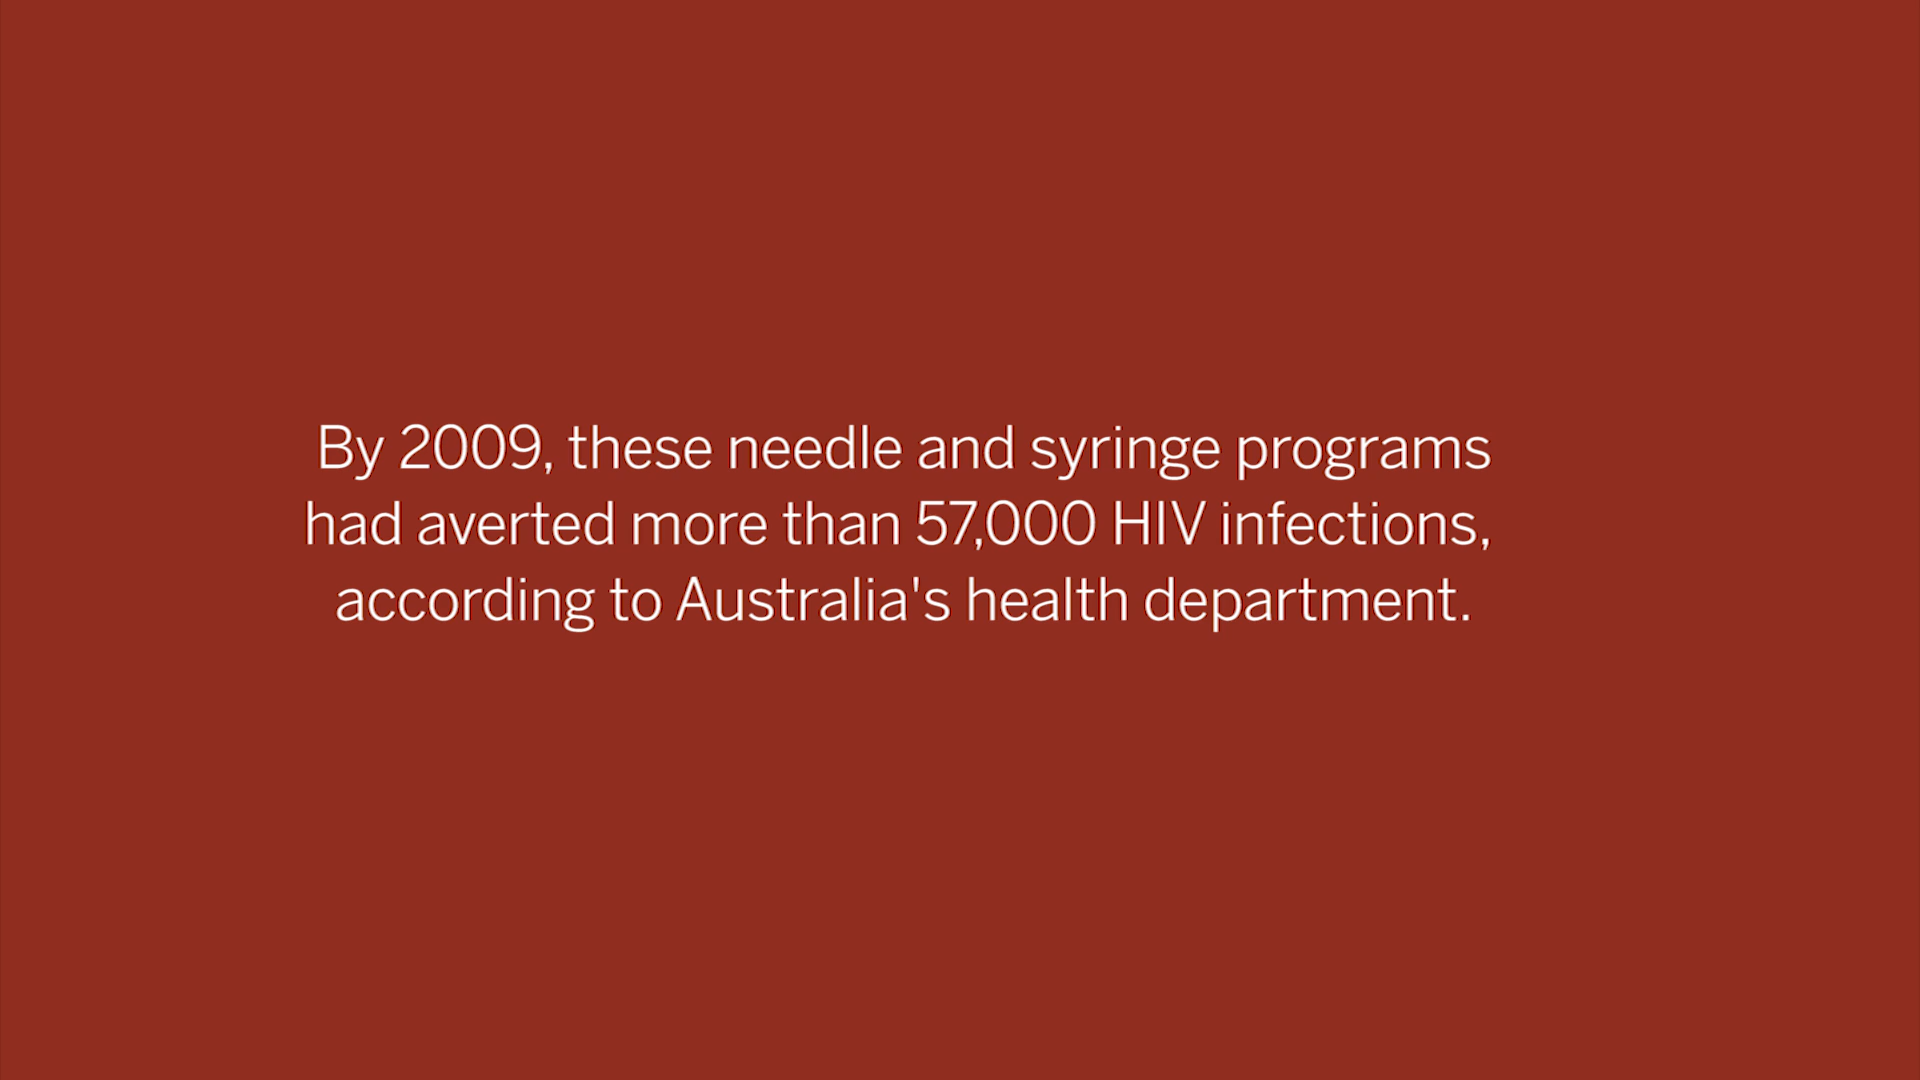 By 2009, these needle and syringe programs
had averted more than 57,000 HIV infections,
according to Australia's health department.